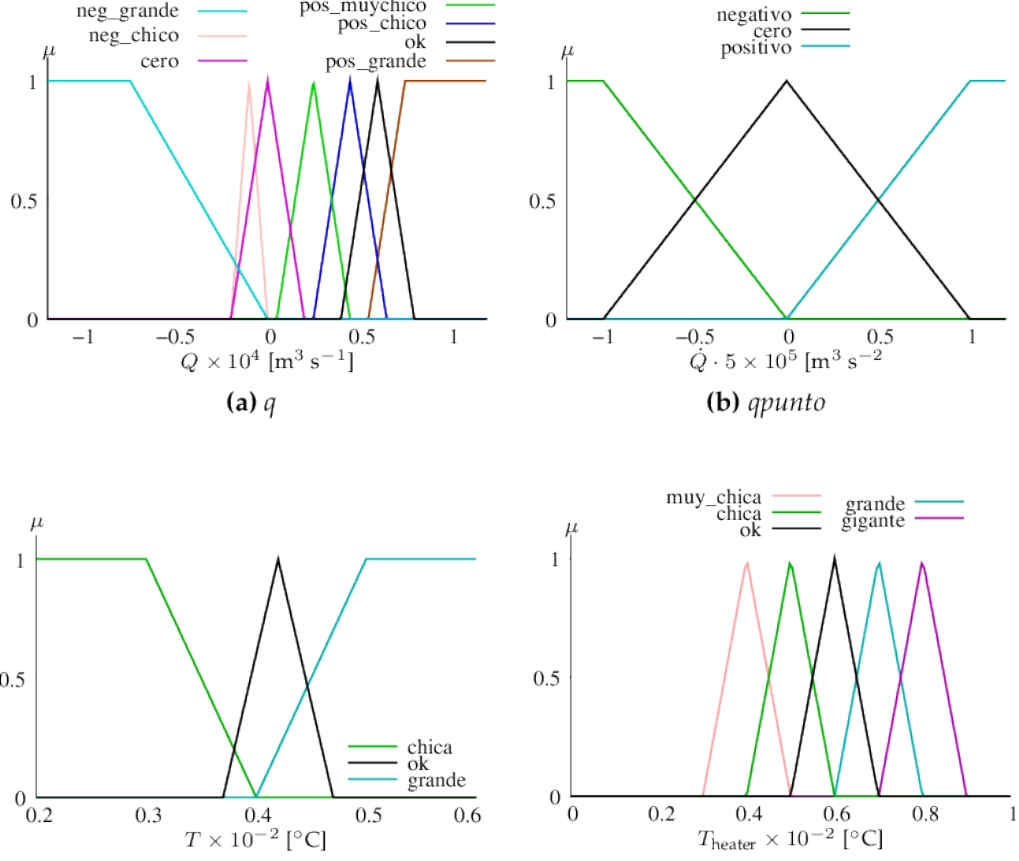 neg_grande
neg_chico
cero
pos_muychico
pos_chico
ok
pos_grande
μ
1
0.5
0
−1 −0.5 0 0.5 1
Q × 10⁴ [m³ s⁻¹]
(a) q
negativo
cero
positivo
μ
1
0.5
0
−1 −0.5 0 0.5 1
Q̇ · 5 × 10⁵ [m³ s⁻²
(b) qpunto
μ
1
0.5
0
chica
ok
grande
0.2 0.3 0.4 0.5 0.6
T × 10⁻² [°C]
muy_chica
chica
ok
grande
gigante
μ
1
0.5
0
0 0.2 0.4 0.6 0.8 1
T_heater × 10⁻² [°C]